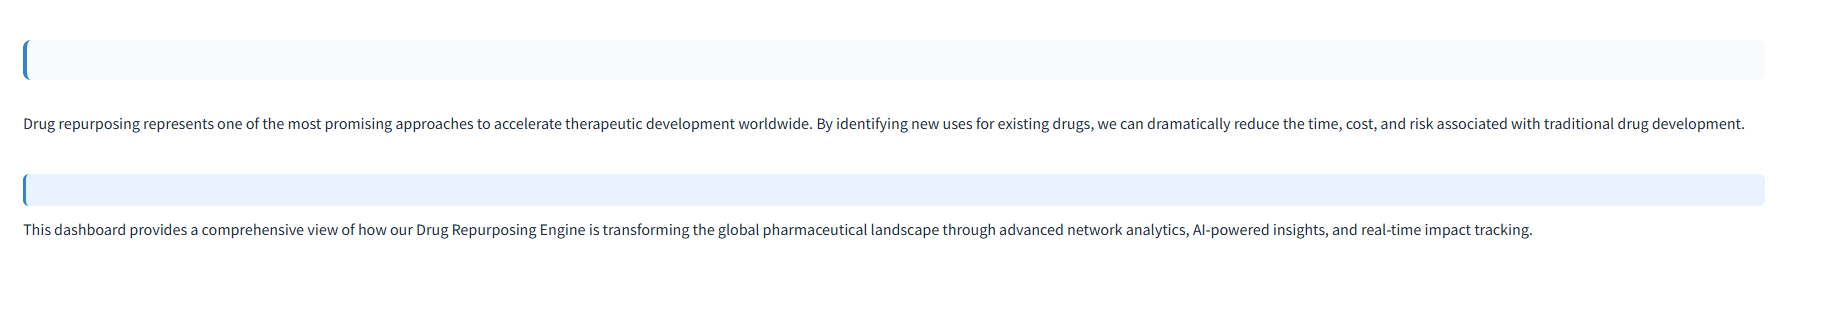 Drug repurposing represents one of the most promising approaches to accelerate therapeutic development worldwide. By identifying new uses for existing drugs, we can dramatically reduce the time, cost, and risk associated with traditional drug development.
This dashboard provides a comprehensive view of how our Drug Repurposing Engine is transforming the global pharmaceutical landscape through advanced network analytics, AI-powered insights, and real-time impact tracking.